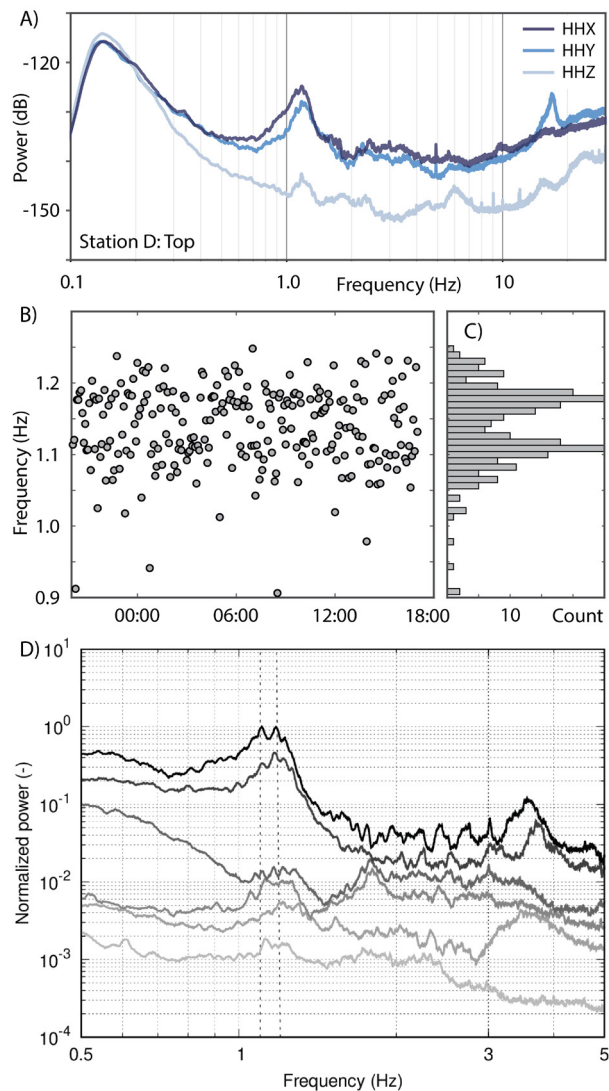 A)
HHX
HHY
HHZ
-120
-150
Power (dB)
Station D: Top
0.1
1.0
10
Frequency (Hz)
B)
C)
1.2
1.1
1.0
0.9
Frequency (Hz)
00:00
06:00
12:00
18:00
10
Count
D)
10^1
10^0
10^-1
10^-2
10^-3
10^-4
Normalized power (-)
0.5
1
3
5
Frequency (Hz)